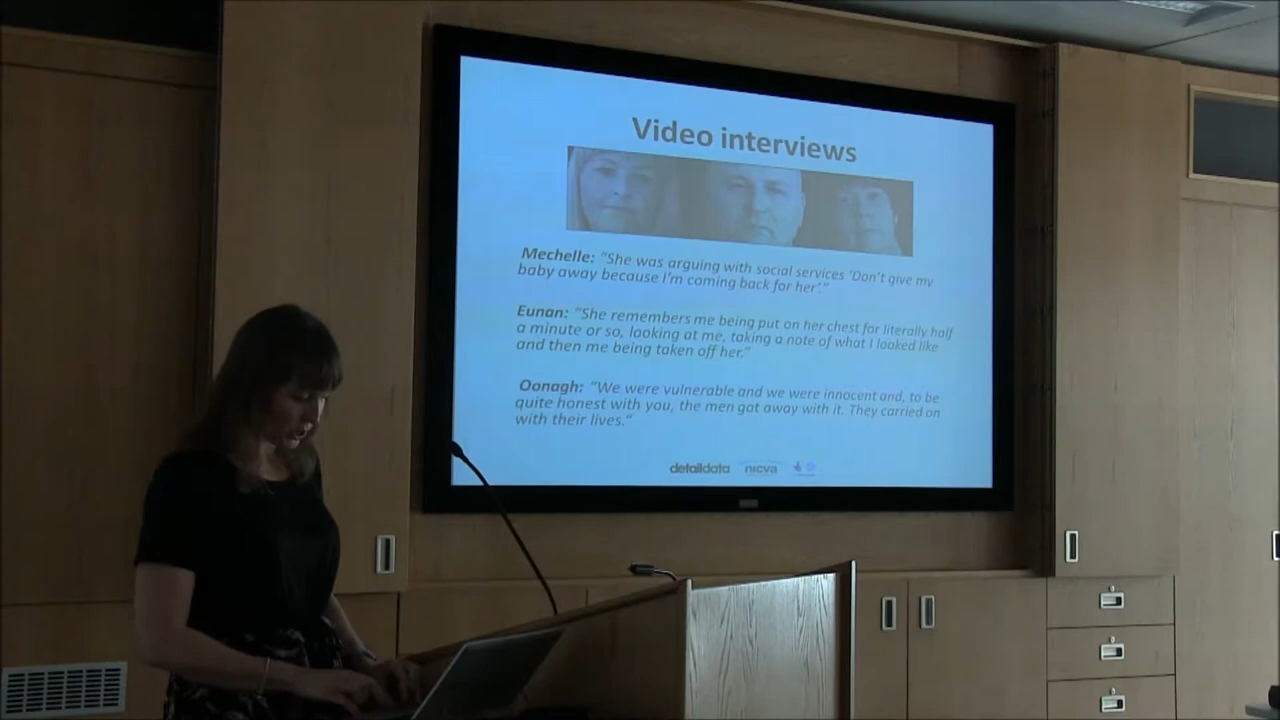 Video interviews
Mechelle: "She was arguing with social services 'Don't give my
baby away because I'm coming back for her'."
Eunan: "She remembers me being put on her chest for literally half
a minute or so, looking at me, taking a note of what I looked like
and then me being taken off her."
Oonagh: "We were vulnerable and we were innocent and, to be
quite honest with you, the men got away with it. They carried on
with their lives."
detaildata nicva